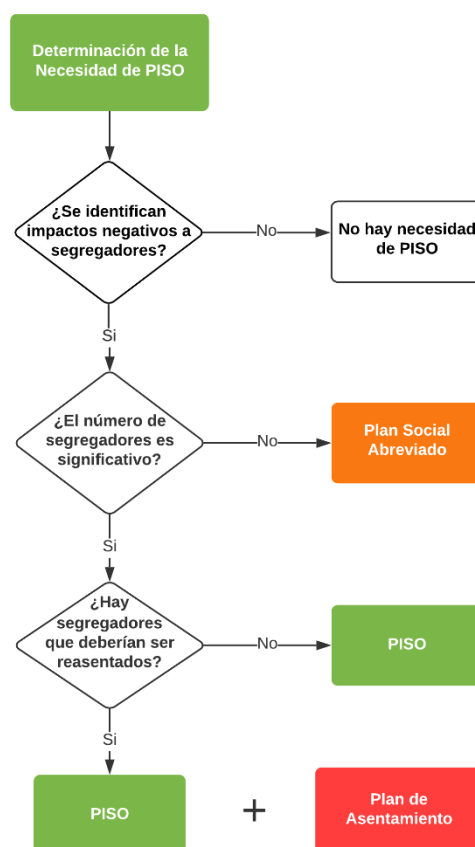 Determinación de la
Necesidad de PISO
¿Se identifican
impactos negativos a
segregadores?
No
No hay necesidad
de PISO
Si
¿El número de
segregadores es
significativo?
No
Plan Social
Abreviado
Si
¿Hay
segregadores
que deberían ser
reasentados?
No
PISO
Si
PISO
+
Plan de
Asentamiento